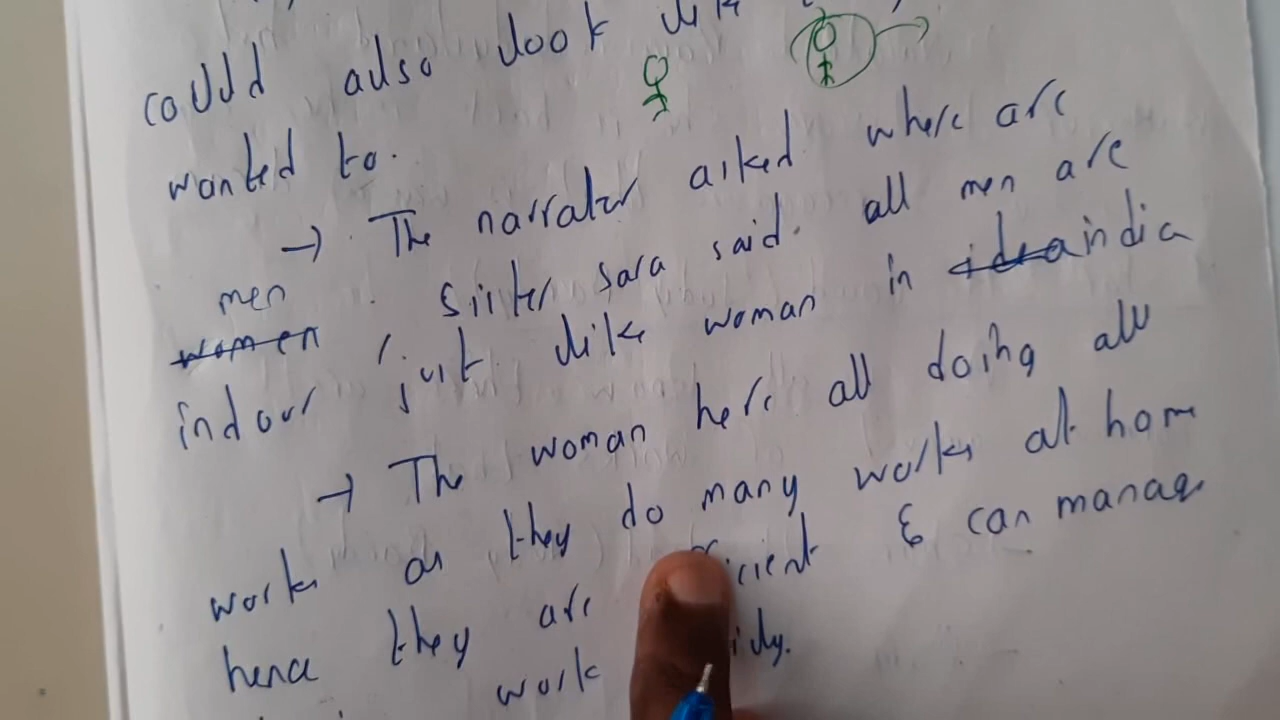 could also look
wanted to.
→ The narrator asked where are
men
women /. Sister Sara said. all men are
indour just like woman in india
→ The woman here all doing all
works as they do many works at hom
hence they are & can manag
work